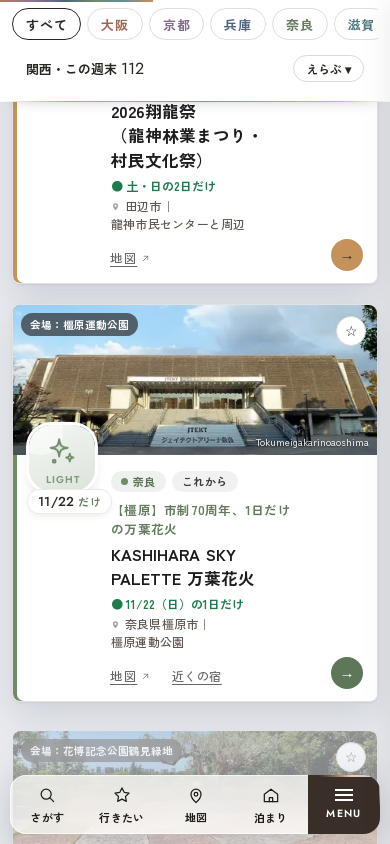 すべて
大阪
京都
兵庫
奈良
滋賀
関西・この週末 112
えらぶ ▾
2026翔龍祭
（龍神林業まつり・
村民文化祭）
土・日の2日だけ
田辺市｜
龍神市民センターと周辺
地図 ↗
→
会場：橿原運動公園
☆
JTEKT
JTEKT
ジェイテクトアリーナ奈良
Tokumeigakarinoaoshima
LIGHT
11/22 だけ
奈良
これから
【橿原】市制70周年、1日だけ
の万葉花火
KASHIHARA SKY
PALETTE 万葉花火
11/22（日）の1日だけ
奈良県橿原市｜
橿原運動公園
地図 ↗
近くの宿
→
会場：花博記念公園鶴見緑地
☆
さがす
行きたい
地図
泊まり
MENU